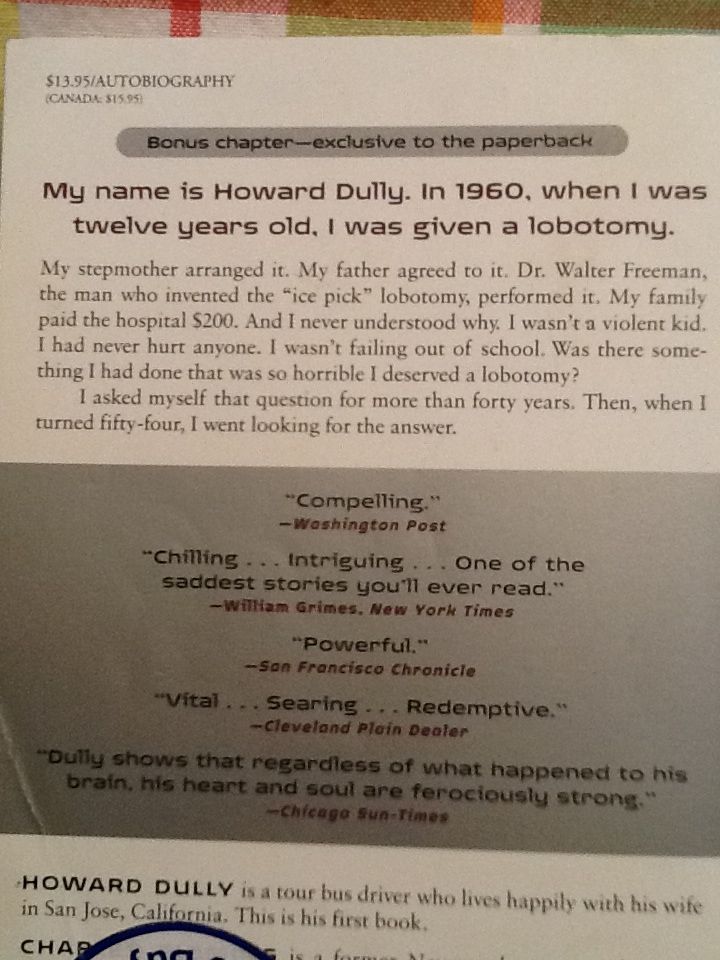 $13.95/AUTOBIOGRAPHY
(CANADA: $15.95)
Bonus chapter—exclusive to the paperback
My name is Howard Dully. In 1960, when I was
twelve years old, I was given a lobotomy.
My stepmother arranged it. My father agreed to it. Dr. Walter Freeman,
the man who invented the “ice pick” lobotomy, performed it. My family
paid the hospital $200. And I never understood why. I wasn’t a violent kid.
I had never hurt anyone. I wasn’t failing out of school. Was there some-
thing I had done that was so horrible I deserved a lobotomy?
I asked myself that question for more than forty years. Then, when I
turned fifty-four, I went looking for the answer.
“Compelling.”
—Washington Post
“Chilling . . . Intriguing . . . One of the
saddest stories you’ll ever read.”
—William Grimes, New York Times
“Powerful.”
—San Francisco Chronicle
“Vital . . . Searing . . . Redemptive.”
—Cleveland Plain Dealer
“Dully shows that regardless of what happened to his
brain, his heart and soul are ferociously strong.”
—Chicago Sun-Times
HOWARD DULLY is a tour bus driver who lives happily with his wife
in San Jose, California. This is his first book.
is a former